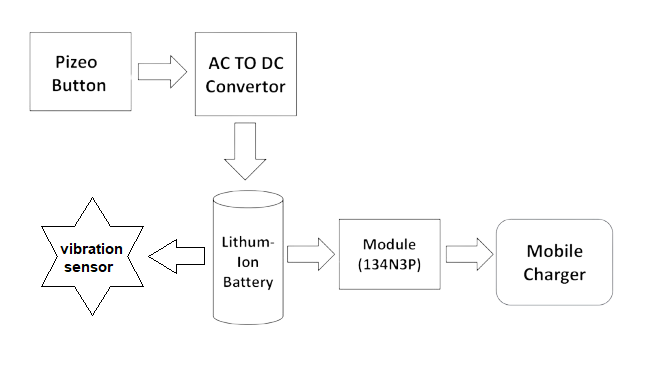 Pizeo
Button
AC TO DC
Convertor
vibration
sensor
Lithum-
Ion
Battery
Module
(134N3P)
Mobile
Charger